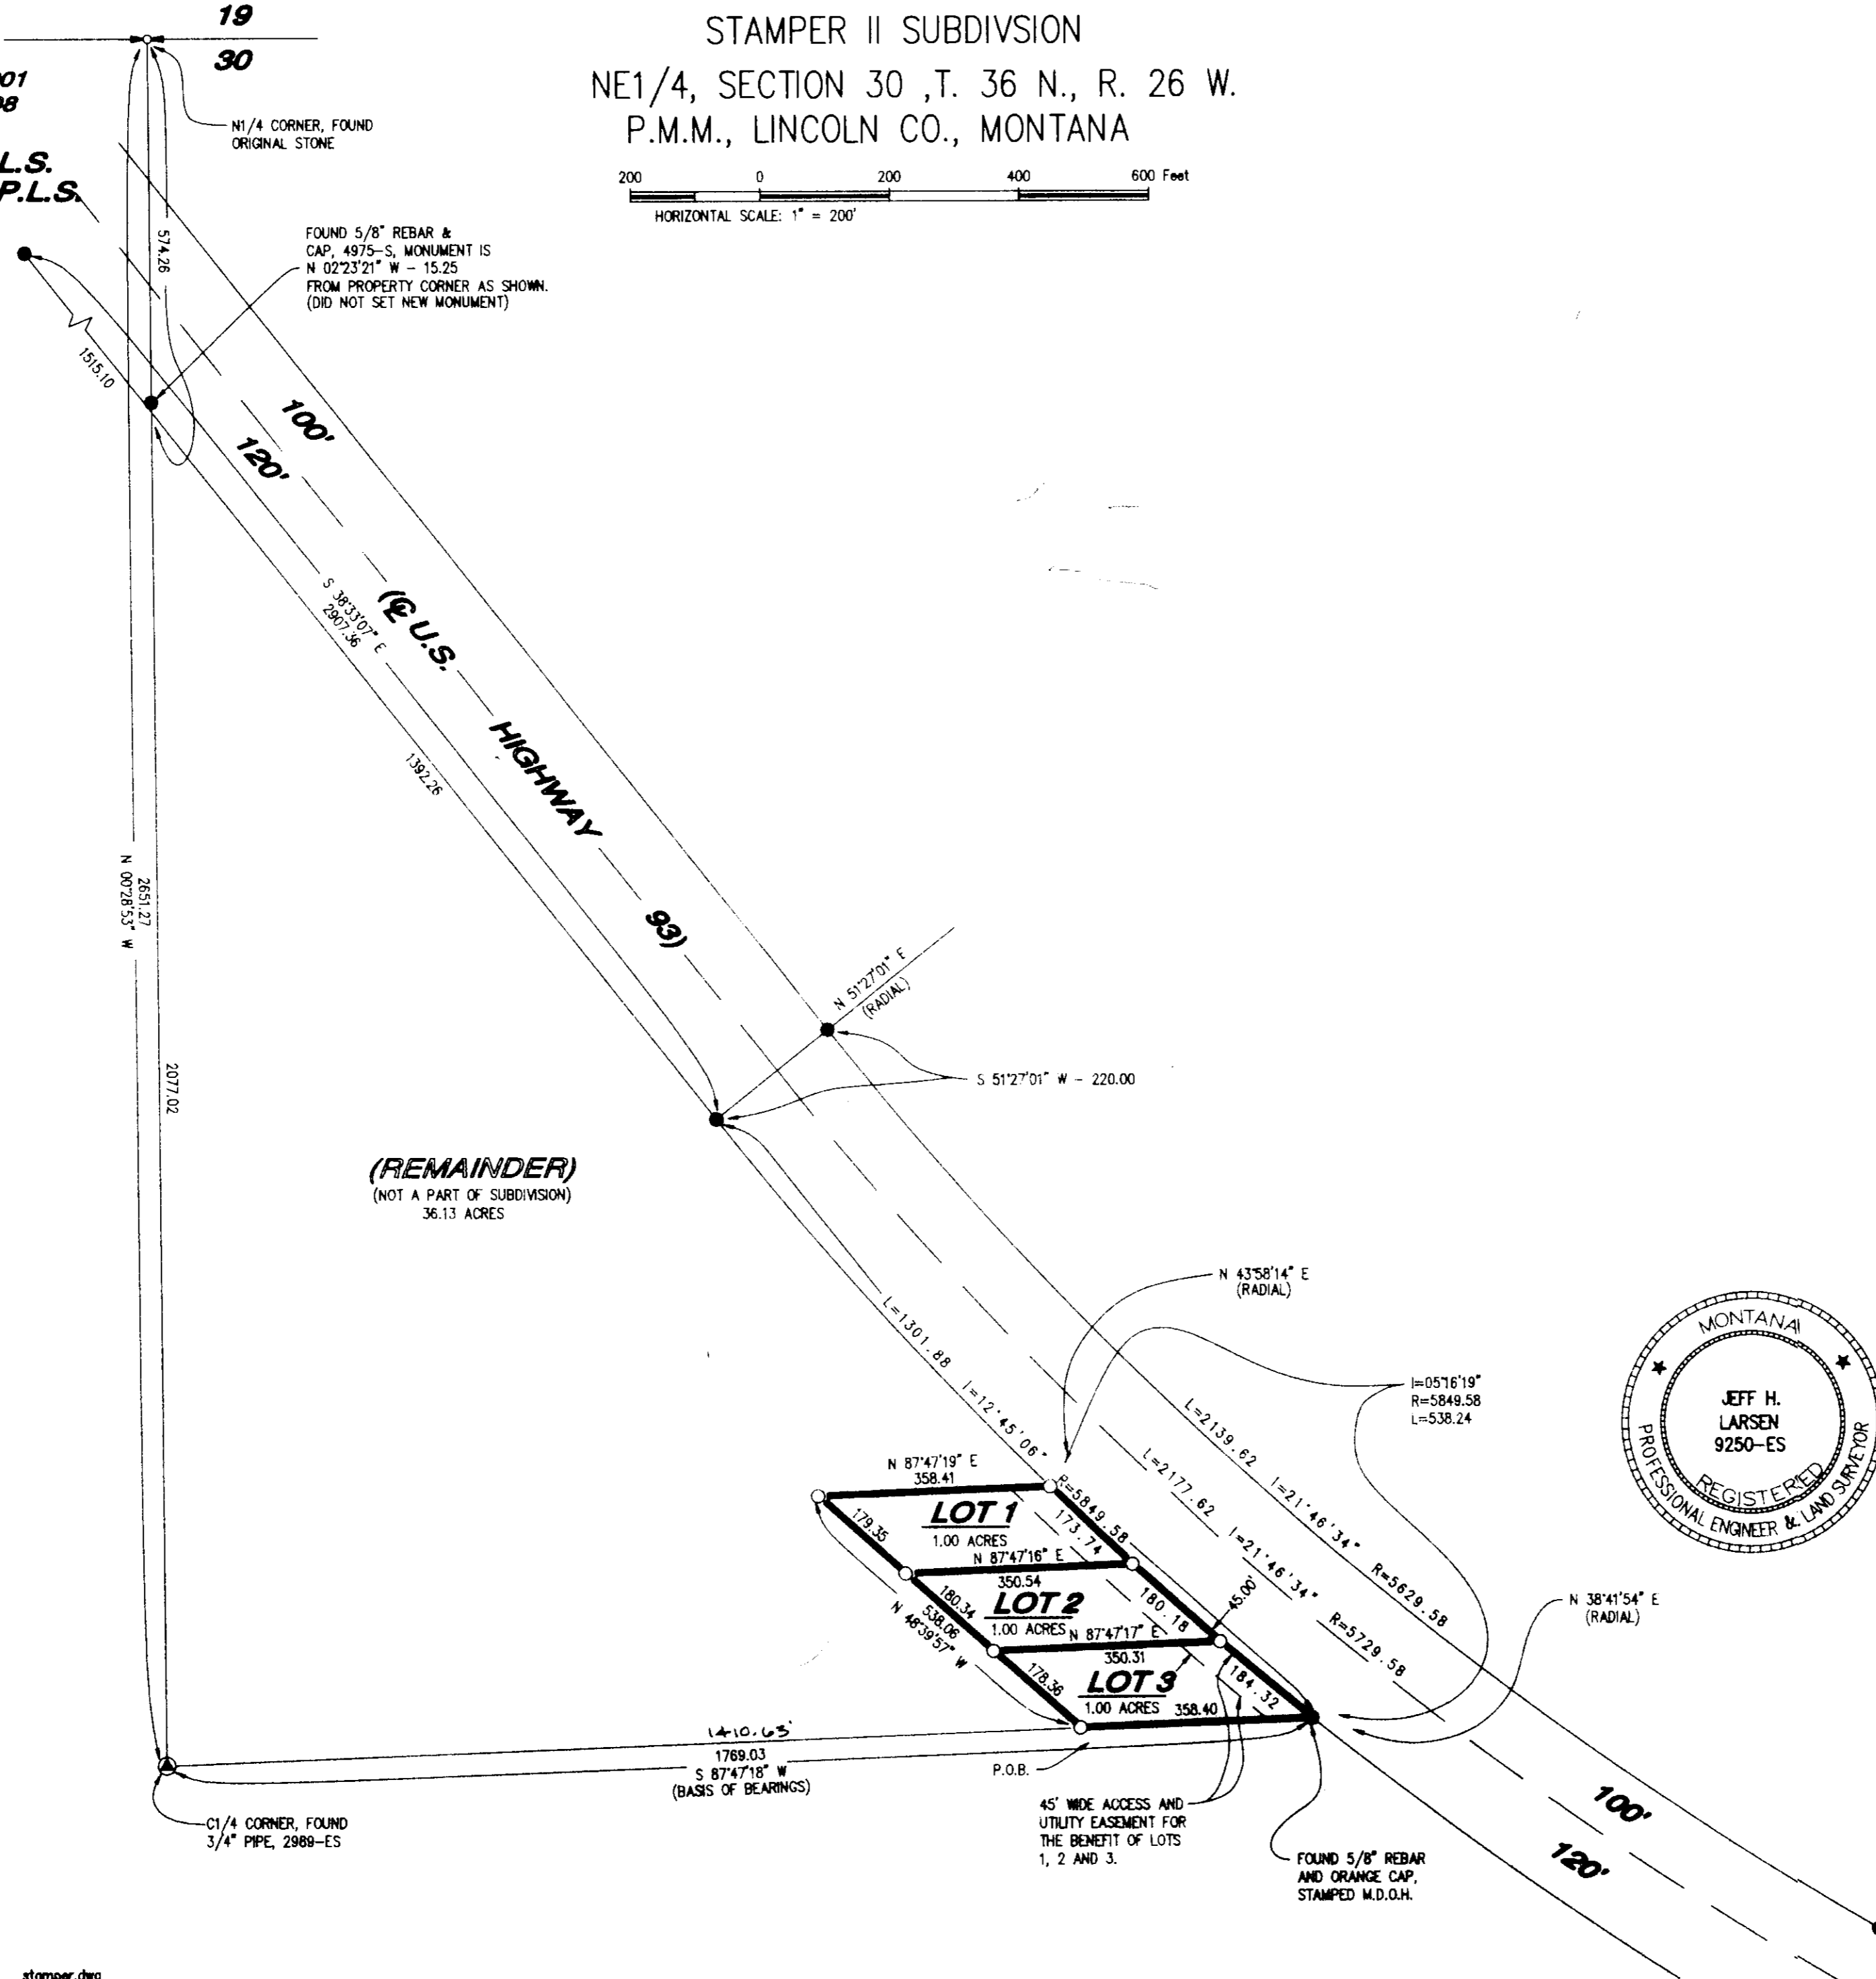 19
30
STAMPER II SUBDIVSION
NE1/4, SECTION 30 ,T. 36 N., R. 26 W.
P.M.M., LINCOLN CO., MONTANA
200 0 200 400 600 Feet
HORIZONTAL SCALE: 1" = 200'
L.S.
P.L.S.
N1/4 CORNER, FOUND
ORIGINAL STONE
574.26
FOUND 5/8" REBAR &
CAP, 4975-S, MONUMENT IS
N 02°23'21" W - 15.25
FROM PROPERTY CORNER AS SHOWN.
(DID NOT SET NEW MONUMENT)
1515.10
100'
120'
S 38°33'07" E
2907.36
(℄ U.S. HIGHWAY 93)
1392.26
2651.27
N 00°28'53" W
2077.02
N 51°27'01" E
(RADIAL)
S 51°27'01" W - 220.00
(REMAINDER)
(NOT A PART OF SUBDIVISION)
36.13 ACRES
N 43°58'14" E
(RADIAL)
I=05°16'19"
R=5849.58
L=538.24
L=1301.88 I=12°45'06" R=5849.58
L=2139.62 I=21°46'34" R=5629.58
L=2177.62 I=21°46'34" R=5729.58
MONTANA
JEFF H.
LARSEN
9250-ES
REGISTERED
PROFESSIONAL ENGINEER & LAND SURVEYOR
N 87°47'19" E
358.41
LOT 1
1.00 ACRES
179.35
173.74
N 87°47'16" E
350.54
LOT 2
1.00 ACRES
180.34
538.06
N 48°39'57" W
180.18
45.00'
N 87°47'17" E
350.31
LOT 3
1.00 ACRES
178.36
184.32
358.40
N 38°41'54" E
(RADIAL)
1410.63'
1769.03
S 87°47'18" W
(BASIS OF BEARINGS)
P.O.B.
C1/4 CORNER, FOUND
3/4" PIPE, 2989-ES
45' WIDE ACCESS AND
UTILITY EASEMENT FOR
THE BENEFIT OF LOTS
1, 2 AND 3.
FOUND 5/8" REBAR
AND ORANGE CAP,
STAMPED M.D.O.H.
100'
120'
stamper.dwg